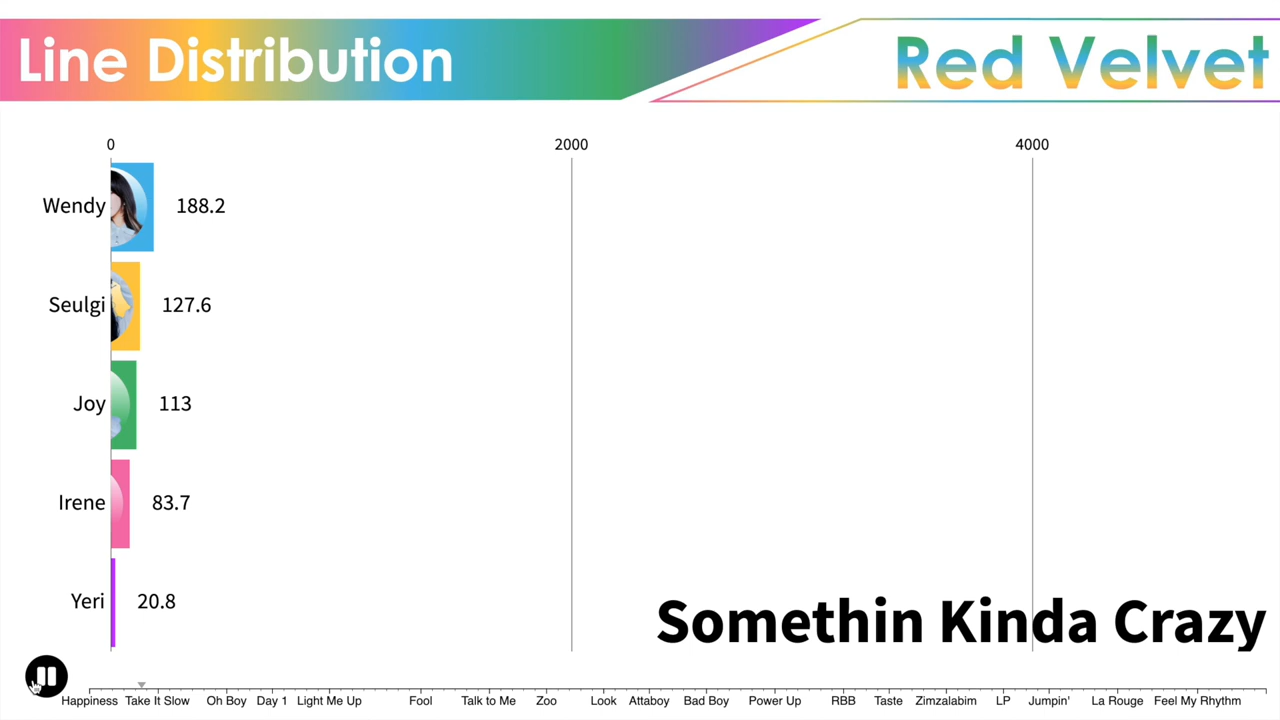 Line Distribution
Red Velvet
0 2000 4000
Wendy 188.2
Seulgi 127.6
Joy 113
Irene 83.7
Yeri 20.8
Somethin Kinda Crazy
Happiness Take It Slow Oh Boy Day 1 Light Me Up Fool Talk to Me Zoo Look Attaboy Bad Boy Power Up RBB Taste Zimzalabim LP Jumpin' La Rouge Feel My Rhythm